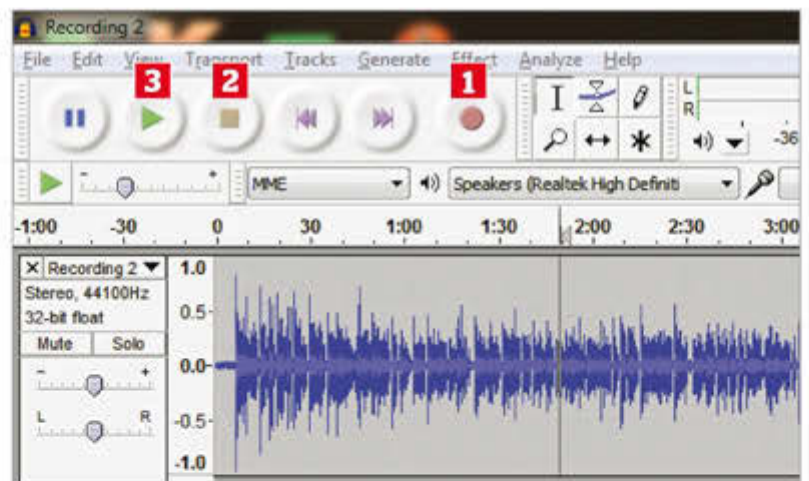 Recording 2
File Edit View Transport Tracks Generate Effect Analyze Help
3 2 1
L
R
-36
- + MME Speakers (Realtek High Definiti
-1:00 -30 0 30 1:00 1:30 2:00 2:30 3:00
X Recording 2 1.0
Stereo, 44100Hz
32-bit float 0.5
Mute Solo
- + 0.0
L R -0.5
-1.0